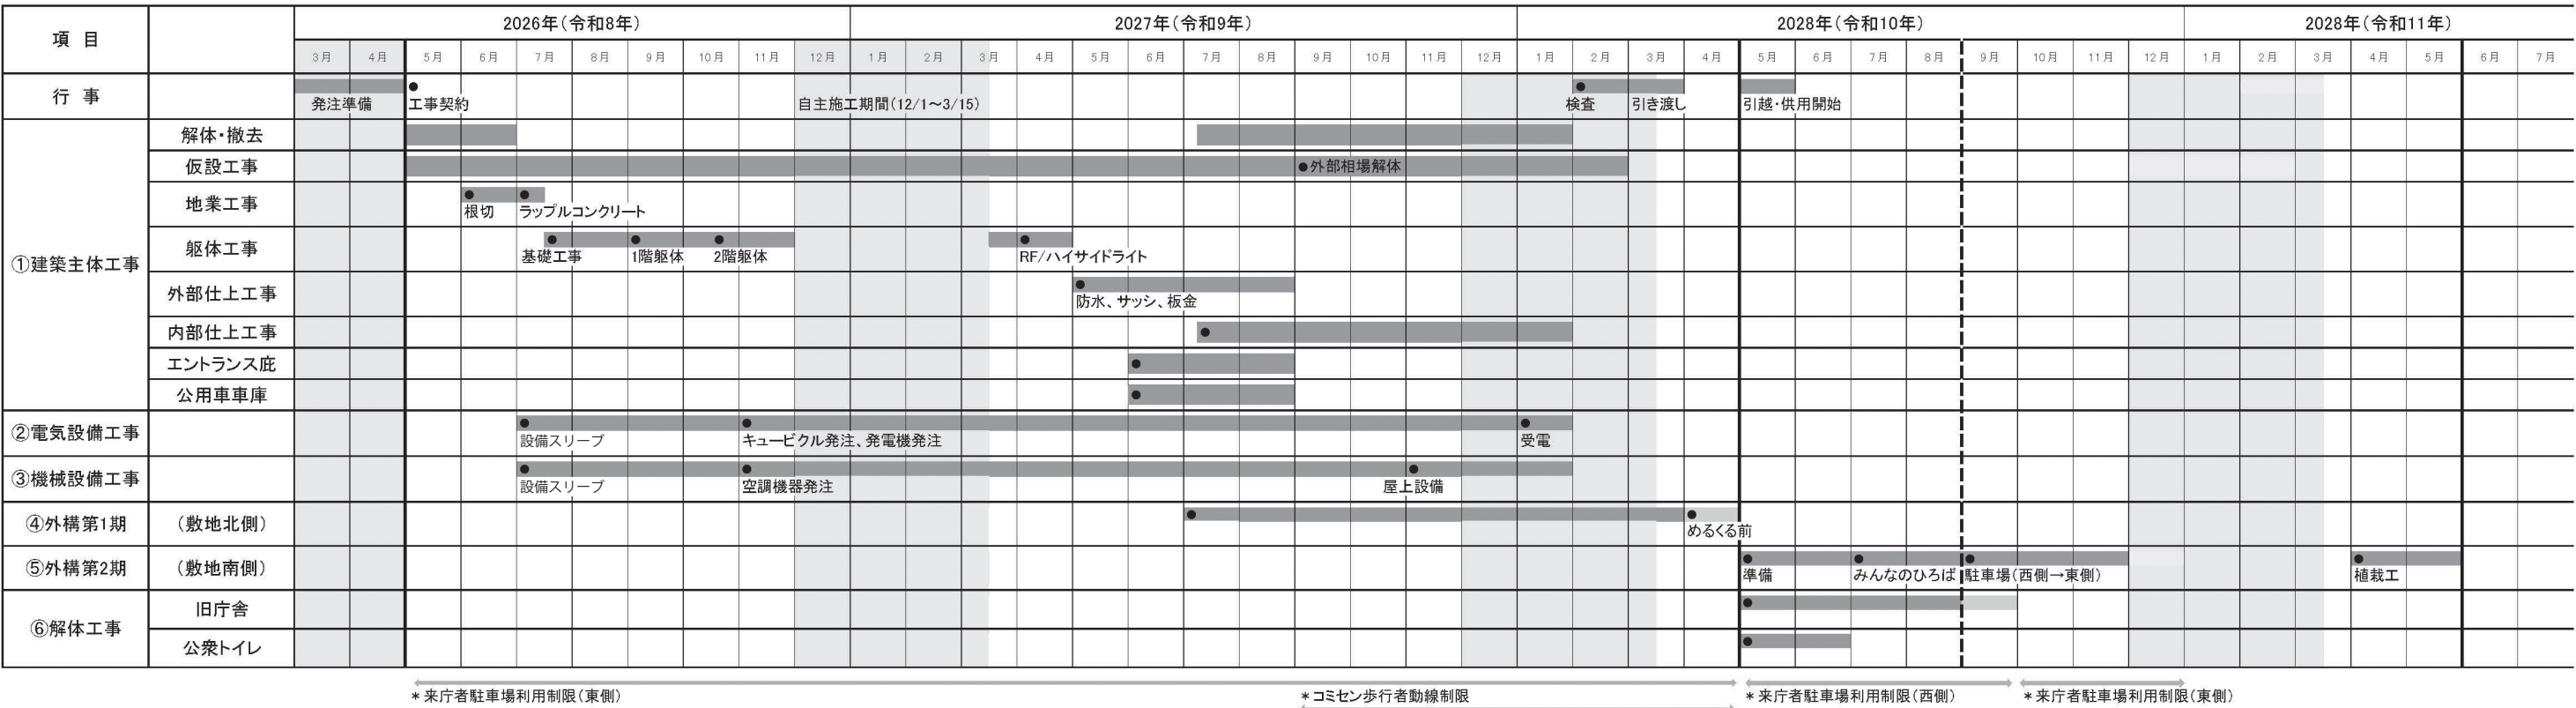 項 目
2026年(令和8年)
2027年(令和9年)
2028年(令和10年)
2028年(令和11年)
3月 4月 5月 6月 7月 8月 9月 10月 11月 12月 1月 2月 3月 4月 5月 6月 7月 9月 10月 11月 12月 1月 2月 3月 4月 5月 6月 7月 8月 9月 10月 11月 12月 1月 2月 3月 4月 5月 6月 7月
行 事
発注準備
工事契約
自主施工期間(12/1〜3/15)
検査
引き渡し
引越・供用開始
①建築主体工事
解体・撤去
仮設工事
●外部相場解体
地業工事
根切
ラップルコンクリート
躯体工事
基礎工事
1階躯体
2階躯体
RF/ハイサイドライト
外部仕上工事
防水、サッシ、板金
内部仕上工事
エントランス庇
公用車車庫
②電気設備工事
設備スリーブ
キュービクル発注、発電機発注
受電
③機械設備工事
設備スリーブ
空調機器発注
屋上設備
④外構第1期
(敷地北側)
めるくる前
⑤外構第2期
(敷地南側)
準備
みんなのひろば
駐車場(西側→東側)
植栽工
⑥解体工事
旧庁舎
公衆トイレ
*来庁者駐車場利用制限(東側)
*コミセン歩行者動線制限
*来庁者駐車場利用制限(西側)
*来庁者駐車場利用制限(東側)